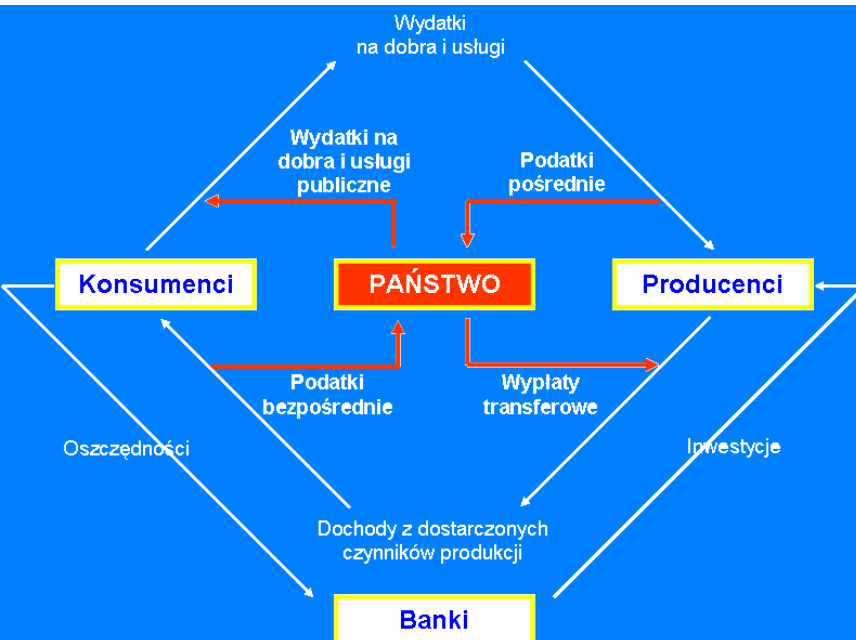 Wydatki
na dobra i usługi
Wydatki na
dobra i usługi
publiczne
Podatki
pośrednie
Konsumenci
PAŃSTWO
Producenci
Podatki
bezpośrednie
Wypłaty
transferowe
Oszczędności
Inwestycje
Dochody z dostarczonych
czynników produkcji
Banki